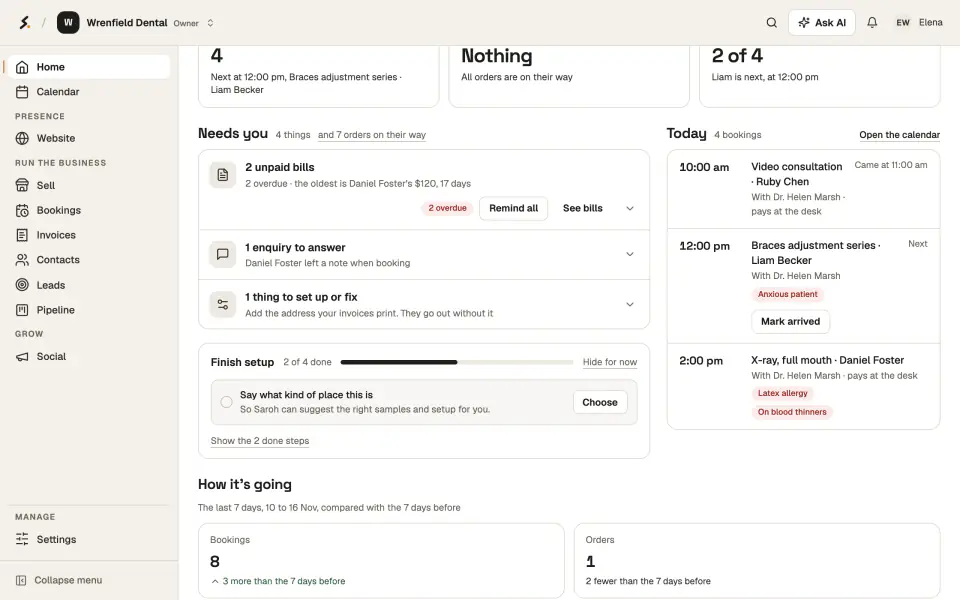 / W Wrenfield Dental Owner
Ask AI
EW Elena
Home
Calendar
PRESENCE
Website
RUN THE BUSINESS
Sell
Bookings
Invoices
Contacts
Leads
Pipeline
GROW
Social
MANAGE
Settings
Collapse menu
4
Next at 12:00 pm, Braces adjustment series ·
Liam Becker
Nothing
All orders are on their way
2 of 4
Liam is next, at 12:00 pm
Needs you 4 things and 7 orders on their way
2 unpaid bills
2 overdue · the oldest is Daniel Foster's $120, 17 days
2 overdue Remind all See bills
1 enquiry to answer
Daniel Foster left a note when booking
1 thing to set up or fix
Add the address your invoices print. They go out without it
Finish setup 2 of 4 done Hide for now
Say what kind of place this is
So Saroh can suggest the right samples and setup for you.
Choose
Show the 2 done steps
Today 4 bookings Open the calendar
10:00 am Video consultation Came at 11:00 am
· Ruby Chen
With Dr. Helen Marsh ·
pays at the desk
12:00 pm Braces adjustment series · Next
Liam Becker
With Dr. Helen Marsh
Anxious patient
Mark arrived
2:00 pm X-ray, full mouth · Daniel Foster
With Dr. Helen Marsh · pays at the desk
Latex allergy
On blood thinners
How it's going
The last 7 days, 10 to 16 Nov, compared with the 7 days before
Bookings
8
3 more than the 7 days before
Orders
1
2 fewer than the 7 days before